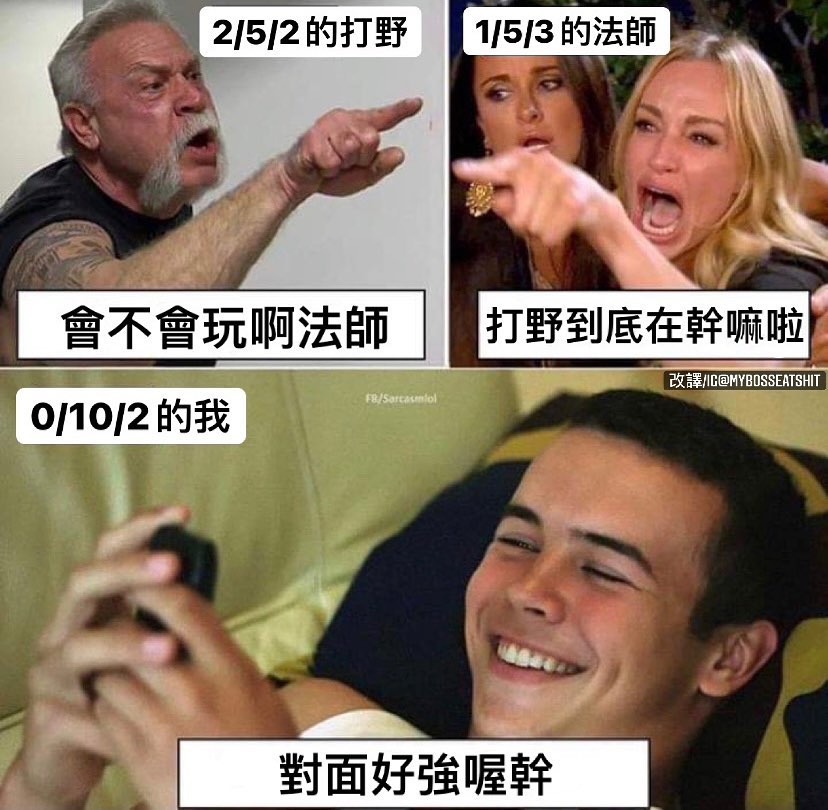 2/5/2的打野
1/5/3的法師
會不會玩啊法師
打野到底在幹嘛啦
改譯/IG@MYBOSSEATSHIT
0/10/2的我
FB/Sarcasmlol
對面好強喔幹